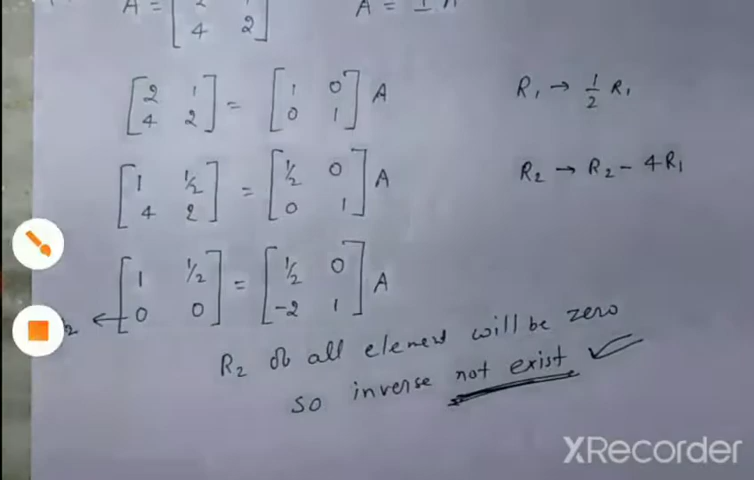 A = [2 1
4 2] A = I A
[2 1
4 2] = [1 0
0 1] A R₁ → 1/2 R₁
[1 1/2
4 2] = [1/2 0
0 1] A R₂ → R₂ - 4R₁
[1 1/2
0 0] = [1/2 0
-2 1] A
R₂ of all element will be zero
so inverse not exist ✓
XRecorder